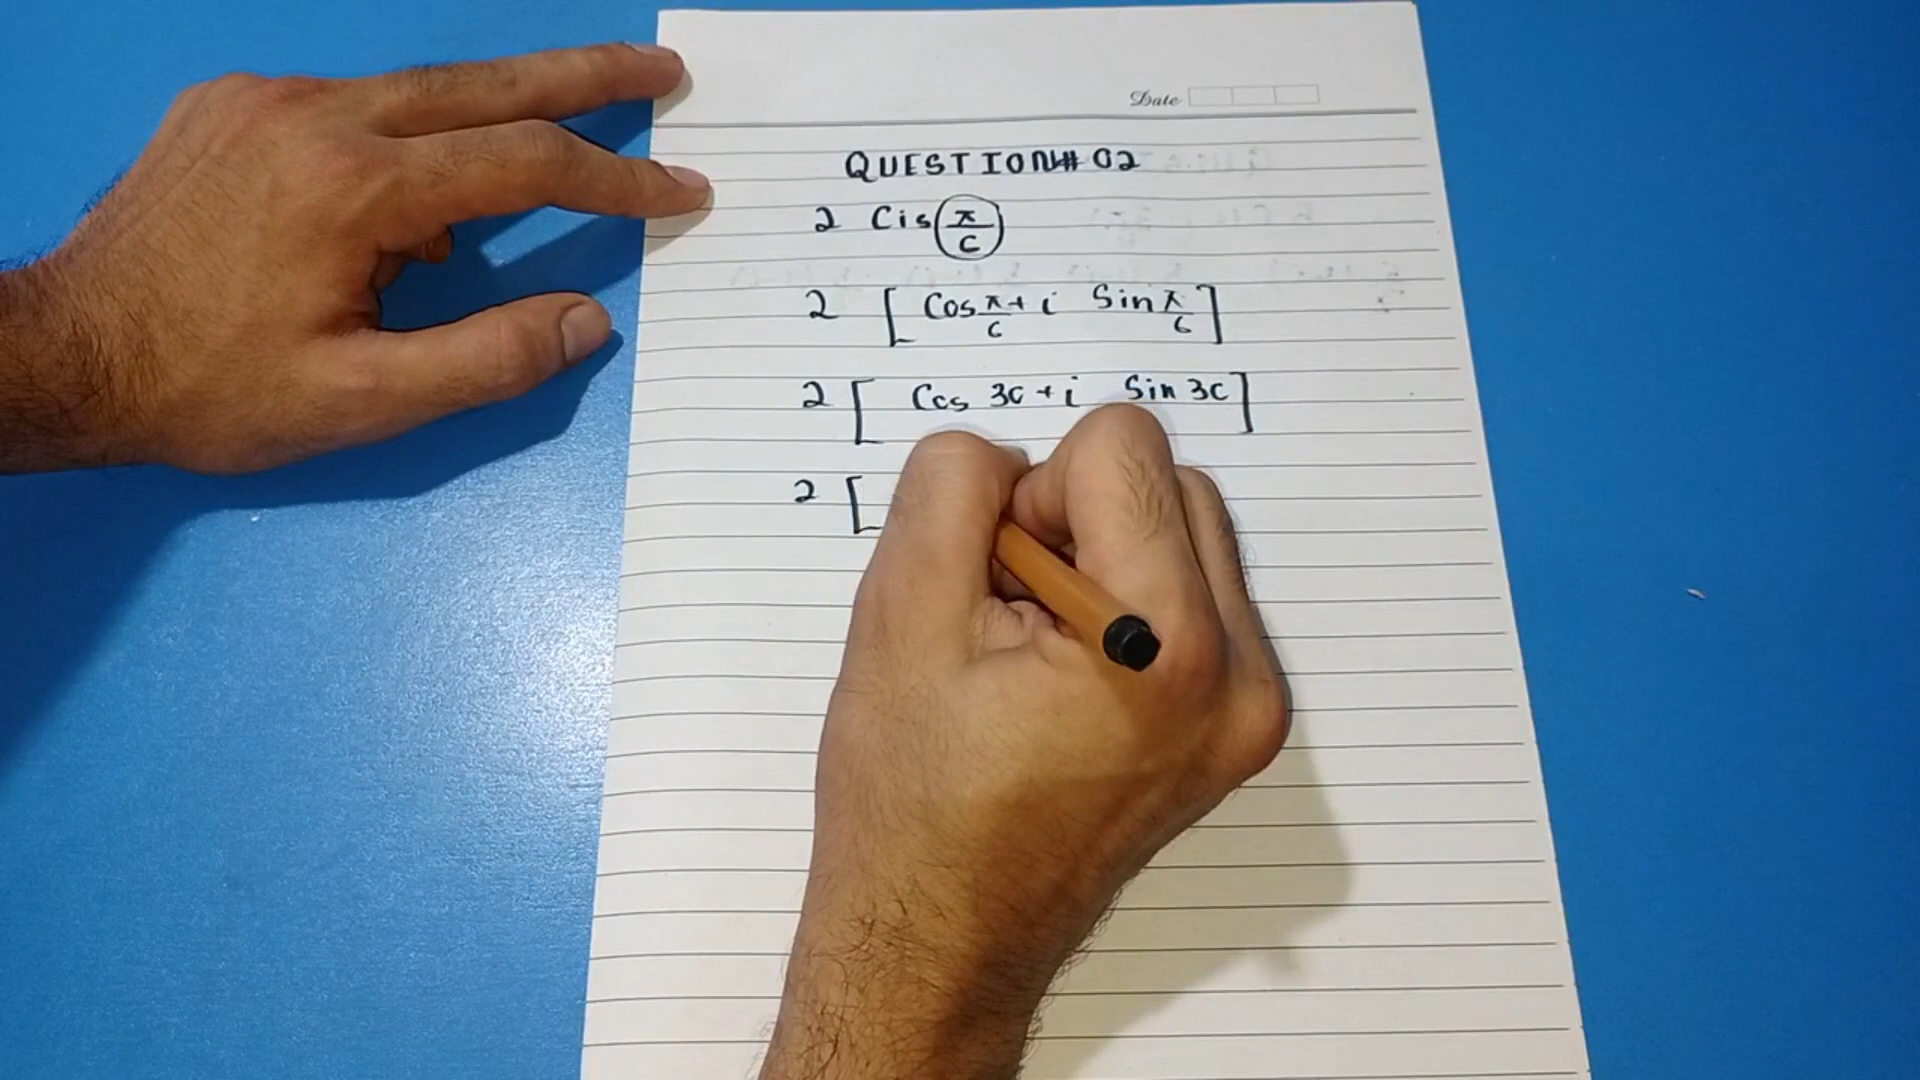 Date
QUESTION# 02
2 Cis(π/6)
2 [ Cos π/6 + i Sin π/6 ]
2 [ Cos 30 + i Sin 30 ]
2 [